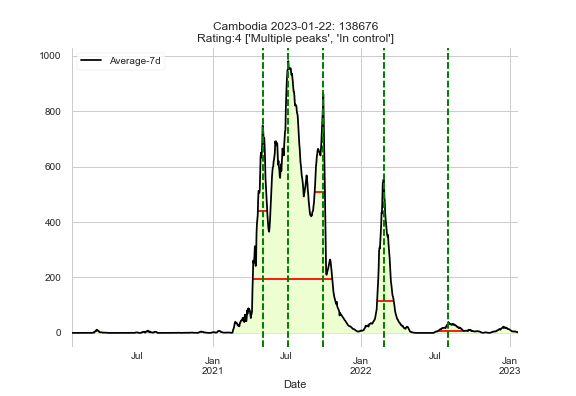 Cambodia 2023-01-22: 138676
Rating:4 ['Multiple peaks', 'In control']
Average-7d
1000
800
600
400
200
0
Jul
Jan
2021
Jul
Jan
2022
Jul
Jan
2023
Date